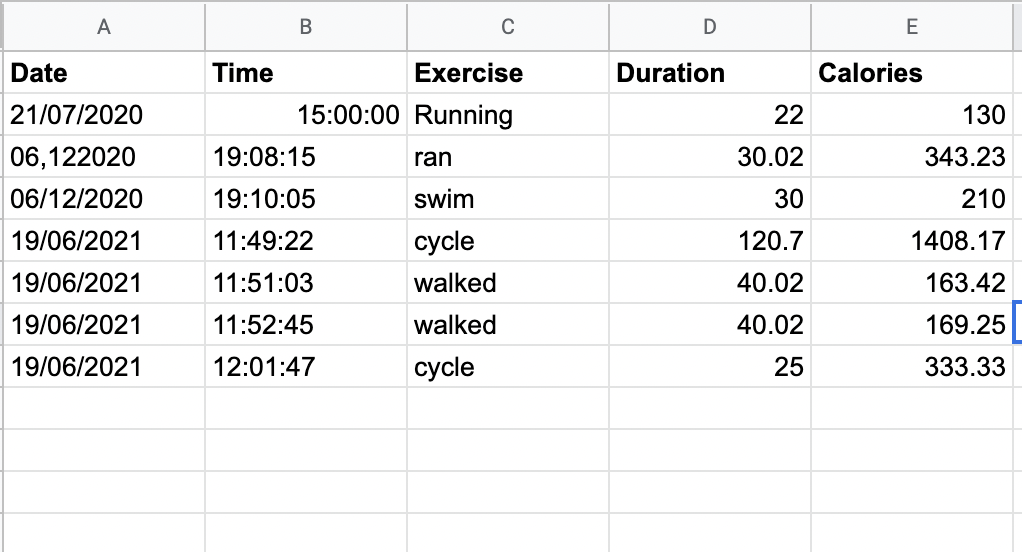 A B C D E
Date Time Exercise Duration Calories
21/07/2020 15:00:00 Running 22 130
06,122020 19:08:15 ran 30.02 343.23
06/12/2020 19:10:05 swim 30 210
19/06/2021 11:49:22 cycle 120.7 1408.17
19/06/2021 11:51:03 walked 40.02 163.42
19/06/2021 11:52:45 walked 40.02 169.25
19/06/2021 12:01:47 cycle 25 333.33